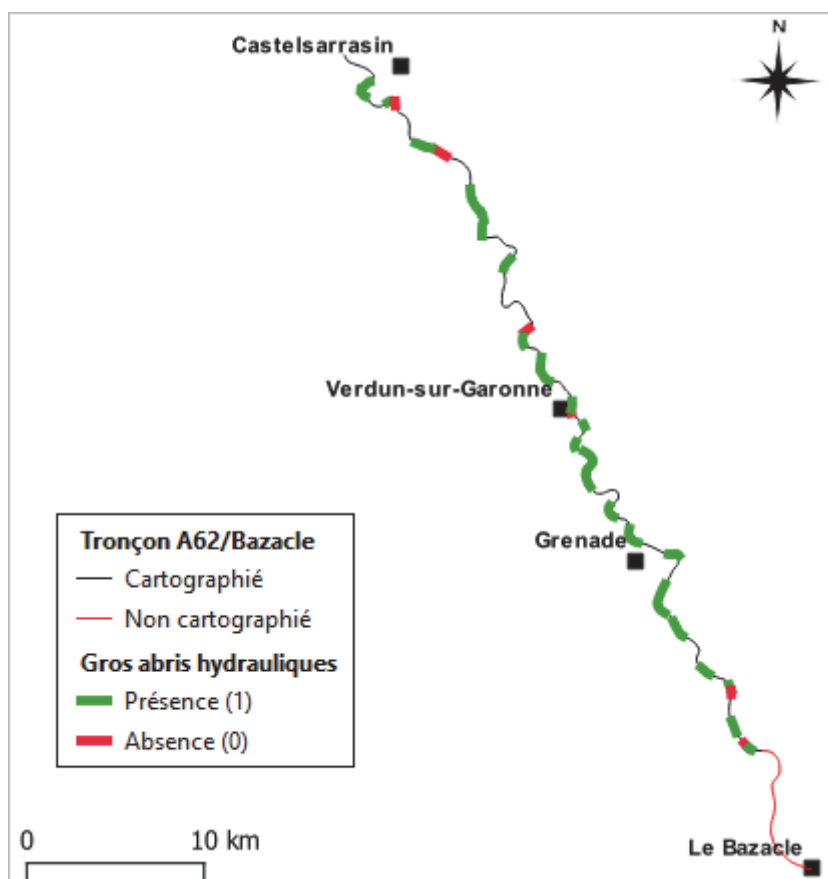 N
Castelsarrasin
Verdun-sur-Garonne
Grenade
Tronçon A62/Bazacle
Cartographié
Non cartographié
Gros abris hydrauliques
Présence (1)
Absence (0)
0 10 km
Le Bazacle